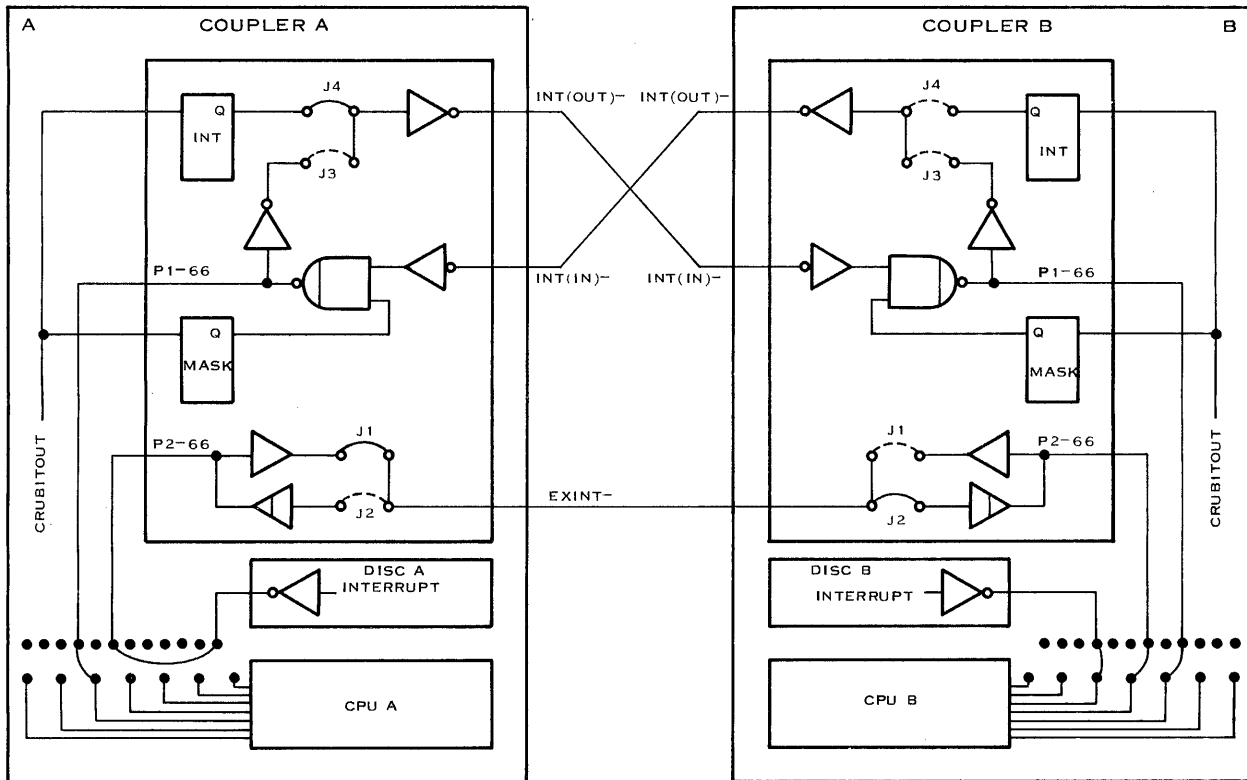 A
COUPLER A
COUPLER B
B
J4
INT(OUT)-
INT(OUT)-
J4
Q
INT
Q
INT
J3
J3
P1-66
INT(IN)-
INT(IN)-
P1-66
Q
MASK
Q
MASK
CRUBITOUT
CRUBITOUT
P2-66
J1
J1
P2-66
J2
EXINT-
J2
DISC A
INTERRUPT
DISC B
INTERRUPT
CPU A
CPU B